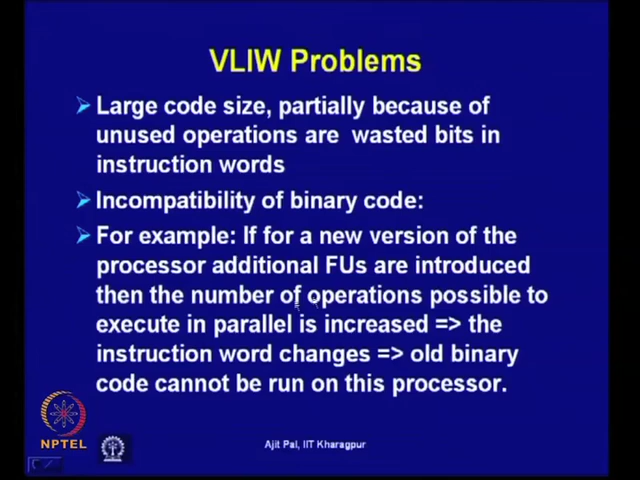 VLIW Problems
Large code size, partially because of
unused operations are wasted bits in
instruction words
Incompatibility of binary code:
For example: If for a new version of the
processor additional FUs are introduced
then the number of operations possible to
execute in parallel is increased => the
instruction word changes => old binary
code cannot be run on this processor.
NPTEL
Ajit Pal, IIT Kharagpur